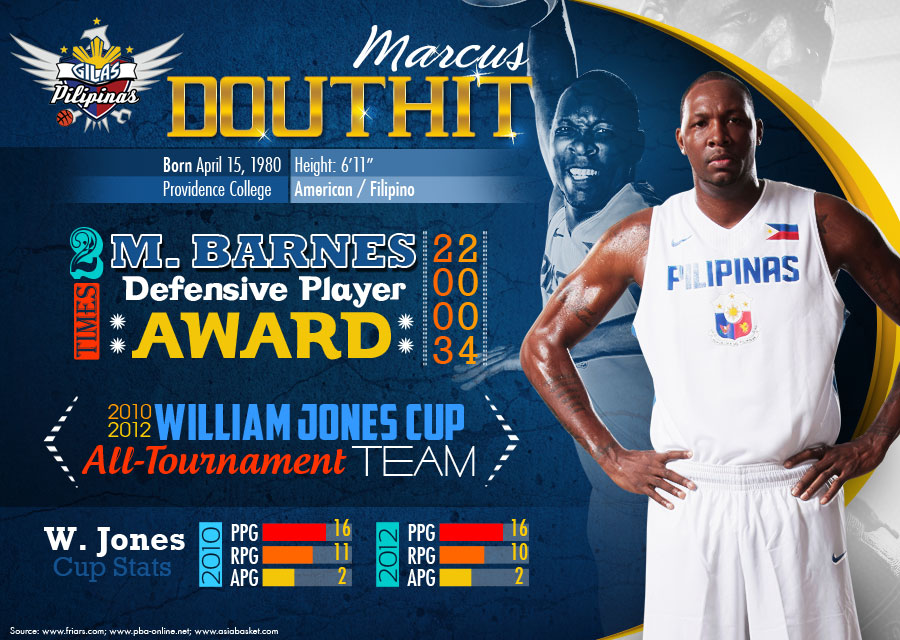 GILAS
Pilipinas
Marcus
DOUTHIT
Born April 15, 1980
Height: 6'11"
Providence College
American / Filipino
2 TIMES
M. BARNES
Defensive Player
AWARD
22
00
00
34
2010
2012
WILLIAM JONES CUP
All-Tournament TEAM
PILIPINAS
W. Jones
Cup Stats
2010
PPG 16
RPG 11
APG 2
2012
PPG 16
RPG 10
APG 2
Source: www.friars.com; www.pba-online.net; www.asiabasket.com